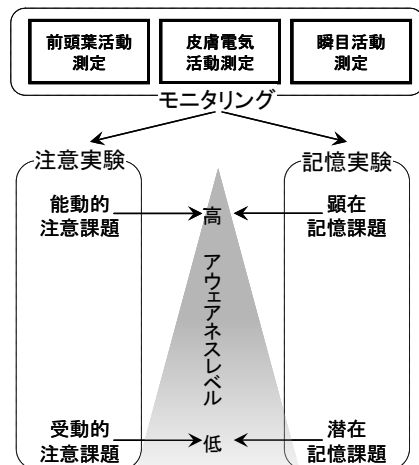 前頭葉活動
測定
皮膚電気
活動測定
瞬目活動
測定
モニタリング
注意実験
記憶実験
能動的
注意課題
高
顕在
記憶課題
アウェアネスレベル
受動的
注意課題
低
潜在
記憶課題